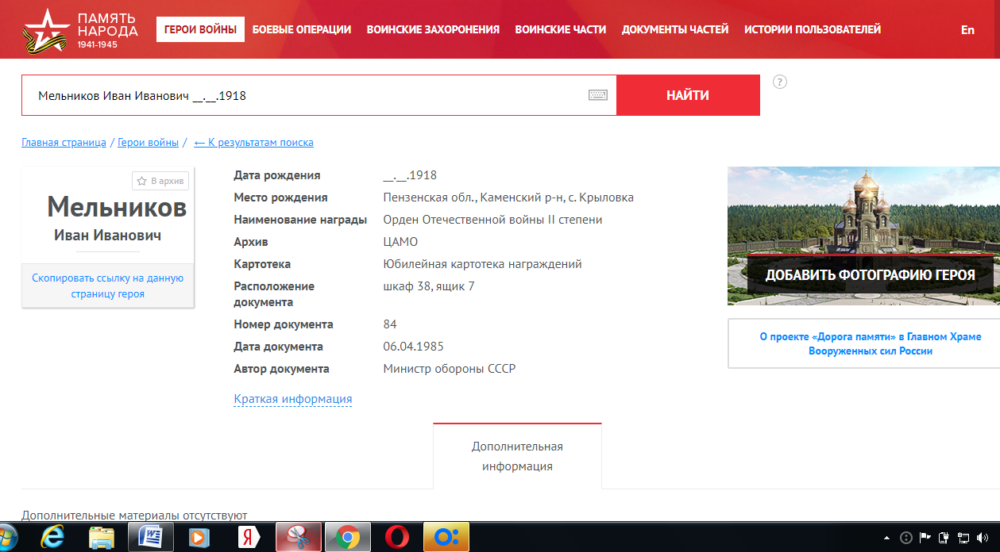 ПАМЯТЬ
НАРОДА
1941-1945
ГЕРОИ ВОЙНЫ
БОЕВЫЕ ОПЕРАЦИИ
ВОИНСКИЕ ЗАХОРОНЕНИЯ
ВОИНСКИЕ ЧАСТИ
ДОКУМЕНТЫ ЧАСТЕЙ
ИСТОРИИ ПОЛЬЗОВАТЕЛЕЙ
En
Мельников Иван Иванович __.__.1918
НАЙТИ
?
Главная страница / Герои войны / ← К результатам поиска
В архив
Мельников
Иван Иванович
Скопировать ссылку на данную
страницу героя
Дата рождения __.__.1918
Место рождения Пензенская обл., Каменский р-н, с. Крыловка
Наименование награды Орден Отечественной войны II степени
Архив ЦАМО
Картотека Юбилейная картотека награждений
Расположение шкаф 38, ящик 7
документа
Номер документа 84
Дата документа 06.04.1985
Автор документа Министр обороны СССР
Краткая информация
ДОБАВИТЬ ФОТОГРАФИЮ ГЕРОЯ
О проекте «Дорога памяти» в Главном Храме
Вооруженных сил России
Дополнительная
информация
Дополнительные материалы отсутствуют